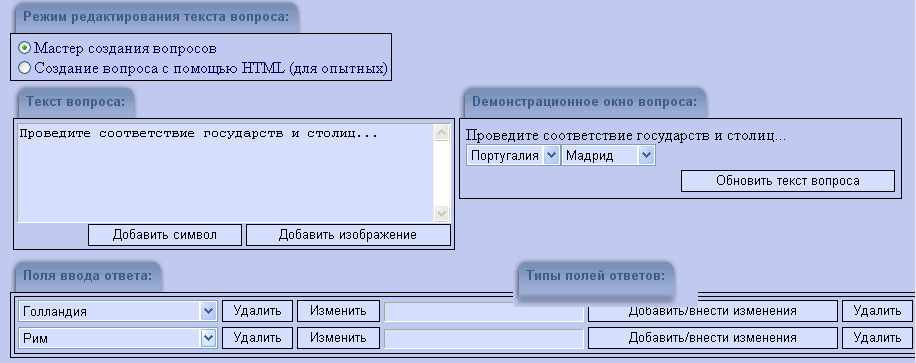 Режим редактирования текста вопроса:
Мастер создания вопросов
Создание вопроса с помощью HTML (для опытных)
Текст вопроса:
Проведите соответствие государств и столиц...
Добавить символ Добавить изображение
Демонстрационное окно вопроса:
Проведите соответствие государств и столиц...
Португалия Мадрид
Обновить текст вопроса
Поля ввода ответа: Типы полей ответов:
Голландия Удалить Изменить Добавить/внести изменения Удалить
Рим Удалить Изменить Добавить/внести изменения Удалить